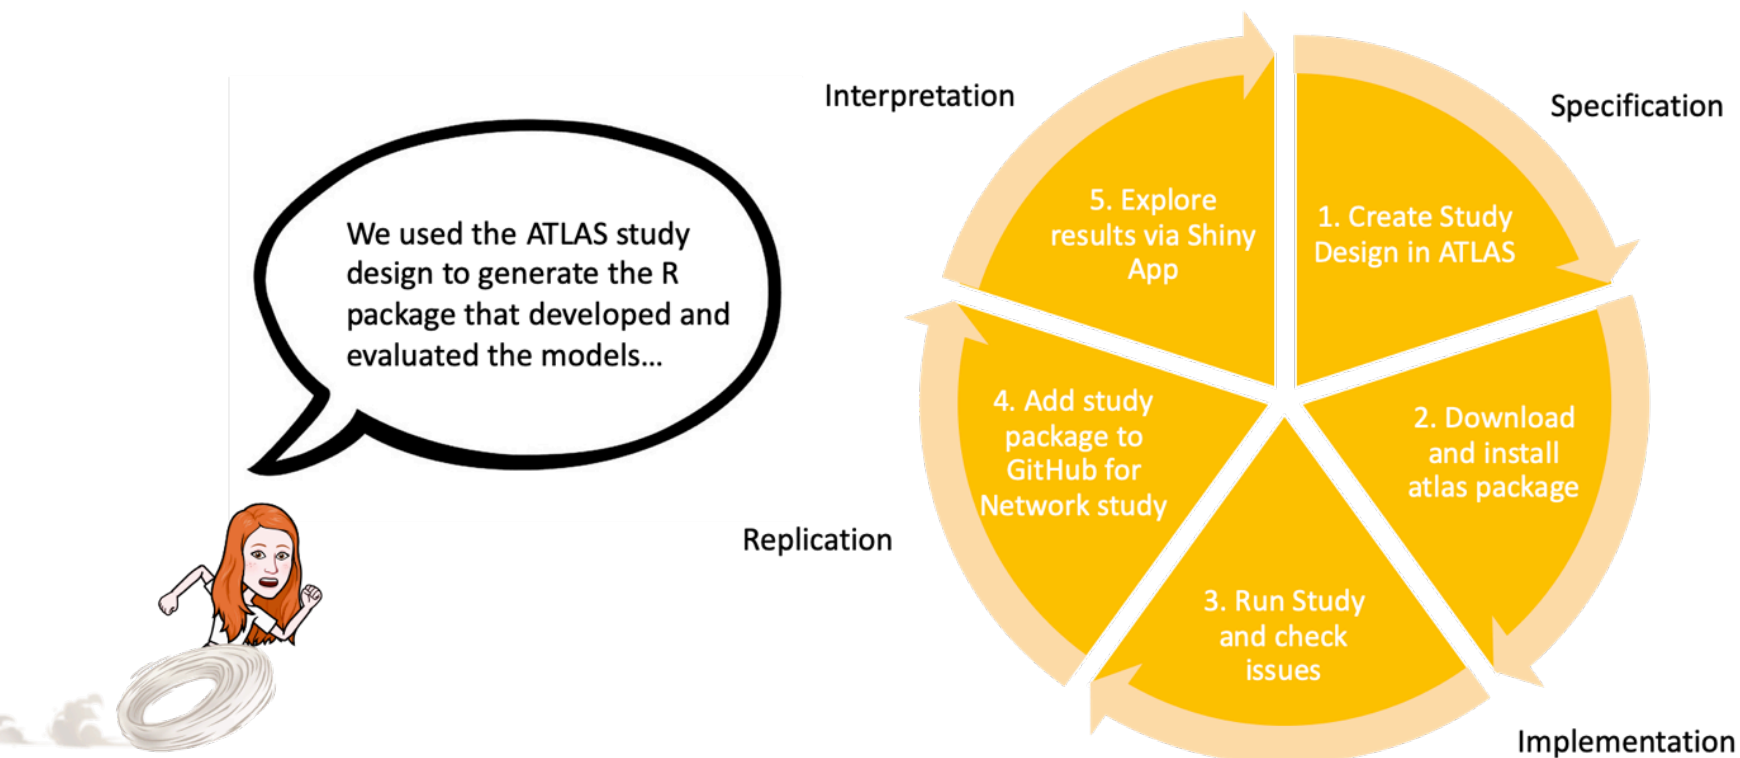 We used the ATLAS study
design to generate the R
package that developed and
evaluated the models...
Interpretation
Specification
5. Explore
results via Shiny
App
1. Create Study
Design in ATLAS
4. Add study
package to
GitHub for
Network study
2. Download
and install
atlas package
Replication
3. Run Study
and check
issues
Implementation